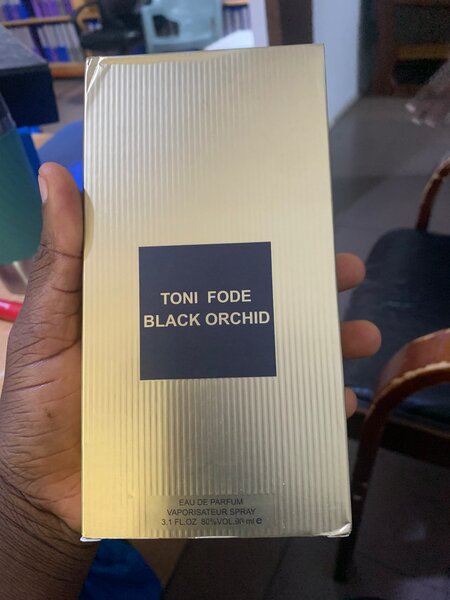 TONI FODE
BLACK ORCHID
EAU DE PARFUM
VAPORISATEUR SPRAY
3.1 FL.OZ 80%VOL.90 ml e